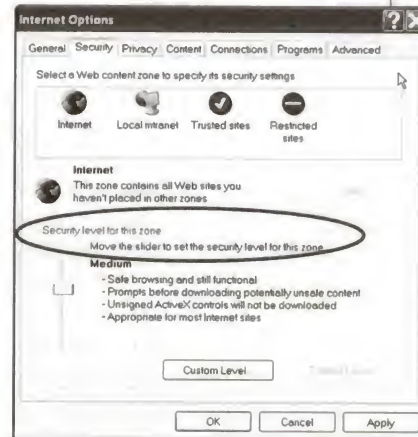 Internet Options
General Security Privacy Content Connections Programs Advanced
Select a Web content zone to specify its security settings
Internet Local intranet Trusted sites Restricted
sites
Internet
This zone contains all Web sites you
haven't placed in other zones
Security level for this zone
Move the slider to set the security level for this zone
Medium
- Safe browsing and still functional
- Prompts before downloading potentially unsafe content
- Unsigned ActiveX controls will not be downloaded
- Appropriate for most Internet sites
Custom Level...
OK Cancel Apply